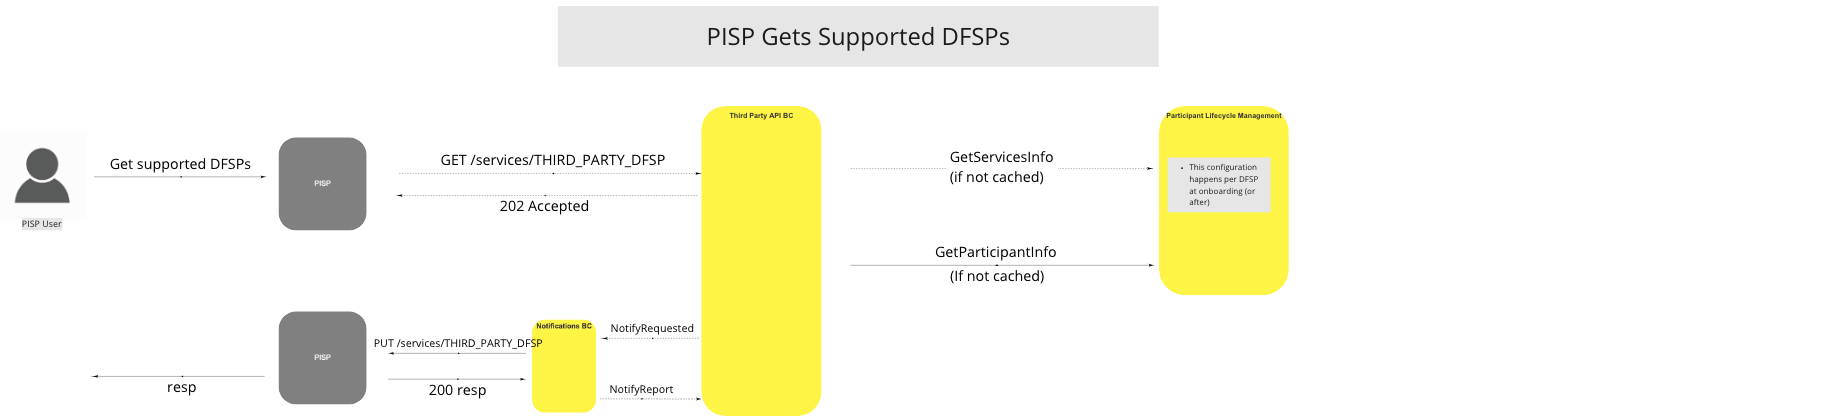 PISP Gets Supported DFSPs
Third Party API BC
Participant Lifecycle Management
Get supported DFSPs
GET /services/THIRD_PARTY_DFSP
GetServicesInfo
(if not cached)
• This configuration
happens per DFSP
at onboarding (or
after)
PISP
202 Accepted
PISP User
GetParticipantInfo
(If not cached)
Notifications BC
NotifyRequested
PUT /services/THIRD_PARTY_DFSP
PISP
resp
200 resp
NotifyReport